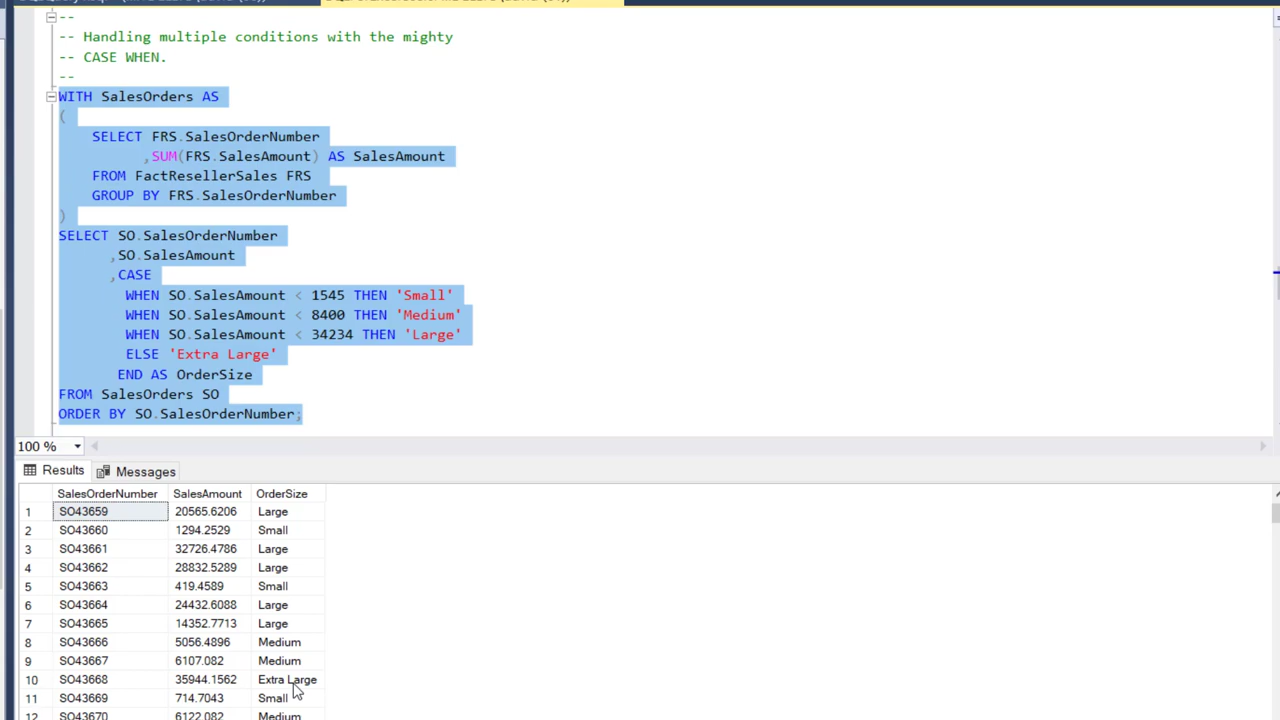 --
-- Handling multiple conditions with the mighty
-- CASE WHEN.
--
WITH SalesOrders AS
(
SELECT FRS.SalesOrderNumber
,SUM(FRS.SalesAmount) AS SalesAmount
FROM FactResellerSales FRS
GROUP BY FRS.SalesOrderNumber
)
SELECT SO.SalesOrderNumber
,SO.SalesAmount
,CASE
WHEN SO.SalesAmount < 1545 THEN 'Small'
WHEN SO.SalesAmount < 8400 THEN 'Medium'
WHEN SO.SalesAmount < 34234 THEN 'Large'
ELSE 'Extra Large'
END AS OrderSize
FROM SalesOrders SO
ORDER BY SO.SalesOrderNumber;
100 %
Results Messages
SalesOrderNumber SalesAmount OrderSize
1 SO43659 20565.6206 Large
2 SO43660 1294.2529 Small
3 SO43661 32726.4786 Large
4 SO43662 28832.5289 Large
5 SO43663 419.4589 Small
6 SO43664 24432.6088 Large
7 SO43665 14352.7713 Large
8 SO43666 5056.4896 Medium
9 SO43667 6107.082 Medium
10 SO43668 35944.1562 Extra Large
11 SO43669 714.7043 Small
12 SO43670 6122.082 Medium